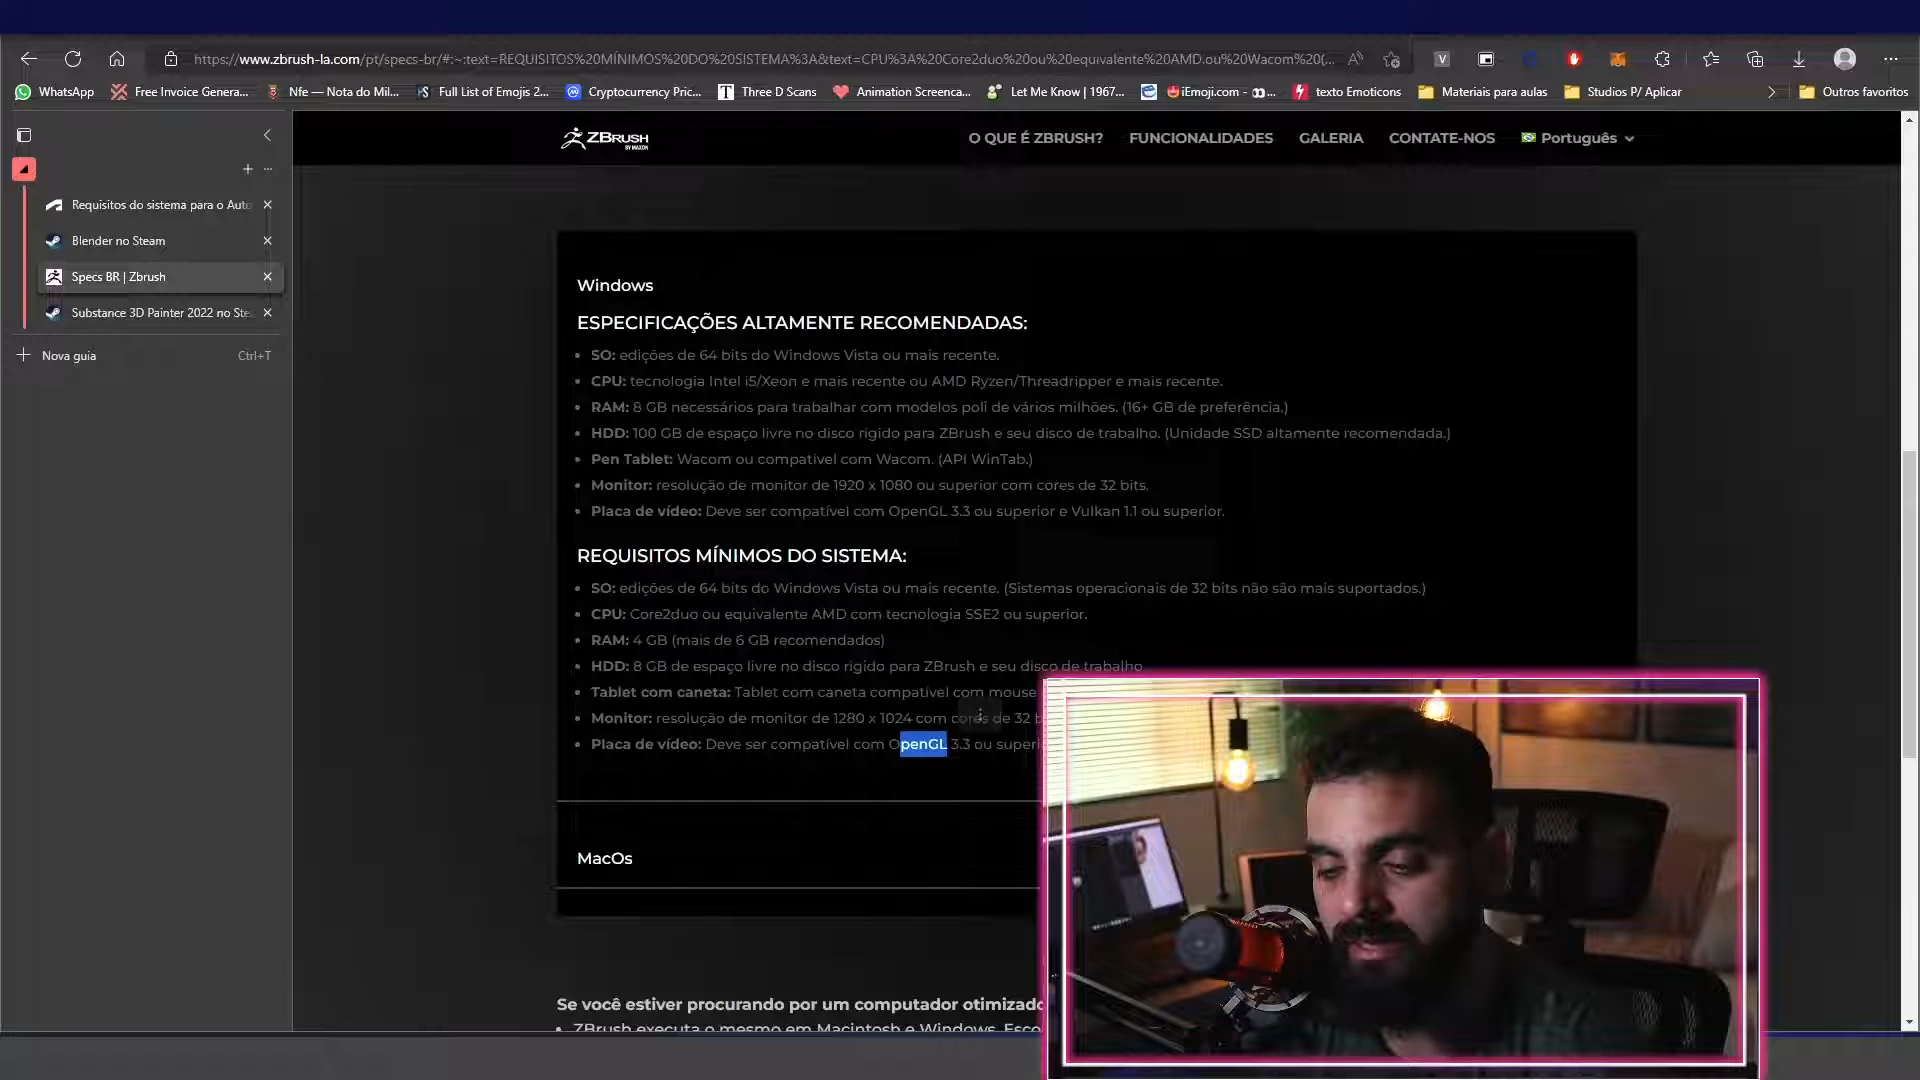 https://www.zbrush-la.com/pt/specs-br/#:~:text=REQUISITOS%20MÍNIMOS%20DO%20SISTEMA%3A&text=CPU%3A%20Core2duo%20ou%20equivalente%20AMD.ou%20Wacom%20(...
WhatsApp
Free Invoice Genera...
Nfe — Nota do Mil...
Full List of Emojis 2...
Cryptocurrency Pric...
Three D Scans
Animation Screenca...
Let Me Know | 1967...
iEmoji.com - 👀...
texto Emoticons
Materiais para aulas
Studios P/ Aplicar
Outros favoritos
Requisitos do sistema para o Auto
Blender no Steam
Specs BR | Zbrush
Substance 3D Painter 2022 no Ste
Nova guia Ctrl+T
ZBRUSH
BY MAXON
O QUE É ZBRUSH?
FUNCIONALIDADES
GALERIA
CONTATE-NOS
Português
Windows
ESPECIFICAÇÕES ALTAMENTE RECOMENDADAS:
• SO: edições de 64 bits do Windows Vista ou mais recente.
• CPU: tecnologia Intel i5/Xeon e mais recente ou AMD Ryzen/Threadripper e mais recente.
• RAM: 8 GB necessários para trabalhar com modelos poli de vários milhões. (16+ GB de preferência.)
• HDD: 100 GB de espaço livre no disco rígido para ZBrush e seu disco de trabalho. (Unidade SSD altamente recomendada.)
• Pen Tablet: Wacom ou compatível com Wacom. (API WinTab.)
• Monitor: resolução de monitor de 1920 x 1080 ou superior com cores de 32 bits.
• Placa de vídeo: Deve ser compatível com OpenGL 3.3 ou superior e Vulkan 1.1 ou superior.
REQUISITOS MÍNIMOS DO SISTEMA:
• SO: edições de 64 bits do Windows Vista ou mais recente. (Sistemas operacionais de 32 bits não são mais suportados.)
• CPU: Core2duo ou equivalente AMD com tecnologia SSE2 ou superior.
• RAM: 4 GB (mais de 6 GB recomendados)
• HDD: 8 GB de espaço livre no disco rígido para ZBrush e seu disco de trabalho
• Tablet com caneta: Tablet com caneta compatível com mouse
• Monitor: resolução de monitor de 1280 x 1024 com cores de 32 b
• Placa de vídeo: Deve ser compatível com OpenGL 3.3 ou superi
MacOs
Se você estiver procurando por um computador otimizado
• ZBrush executa o mesmo em Macintosh e Windows. Esco